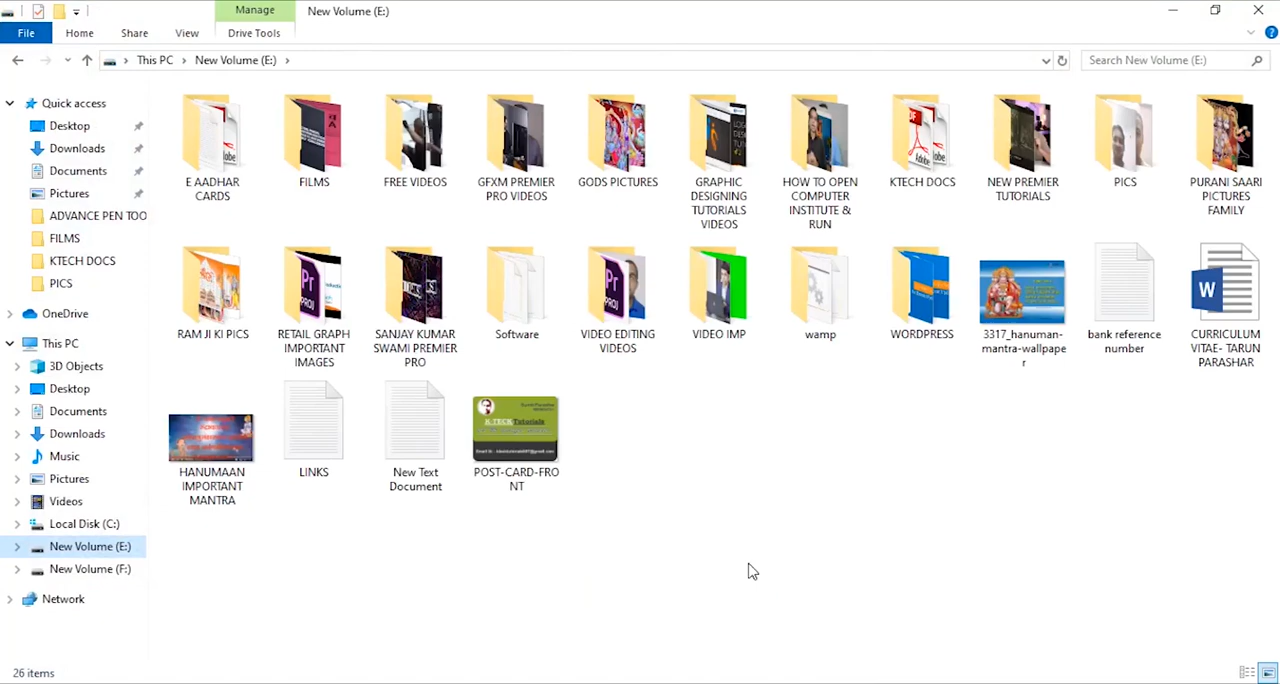 Manage
New Volume (E:)
File
Home
Share
View
Drive Tools
This PC
New Volume (E:)
Search New Volume (E:)
Quick access
Desktop
Downloads
Documents
Pictures
ADVANCE PEN TOO
FILMS
KTECH DOCS
PICS
OneDrive
This PC
3D Objects
Desktop
Documents
Downloads
Music
Pictures
Videos
Local Disk (C:)
New Volume (E:)
New Volume (F:)
Network
E AADHAR
CARDS
FILMS
FREE VIDEOS
GFXM PREMIER
PRO VIDEOS
GODS PICTURES
GRAPHIC
DESIGNING
TUTORIALS
VIDEOS
HOW TO OPEN
COMPUTER
INSTITUTE &
RUN
KTECH DOCS
NEW PREMIER
TUTORIALS
PICS
PURANI SAARI
PICTURES
FAMILY
RAM JI KI PICS
RETAIL GRAPH
IMPORTANT
IMAGES
SANJAY KUMAR
SWAMI PREMIER
PRO
Software
VIDEO EDITING
VIDEOS
VIDEO IMP
wamp
WORDPRESS
3317_hanuman-
mantra-wallpape
r
bank reference
number
CURRICULUM
VITAE- TARUN
PARASHAR
HANUMAAN
IMPORTANT
MANTRA
LINKS
New Text
Document
K-TECH Tutorials
POST-CARD-FRO
NT
26 items